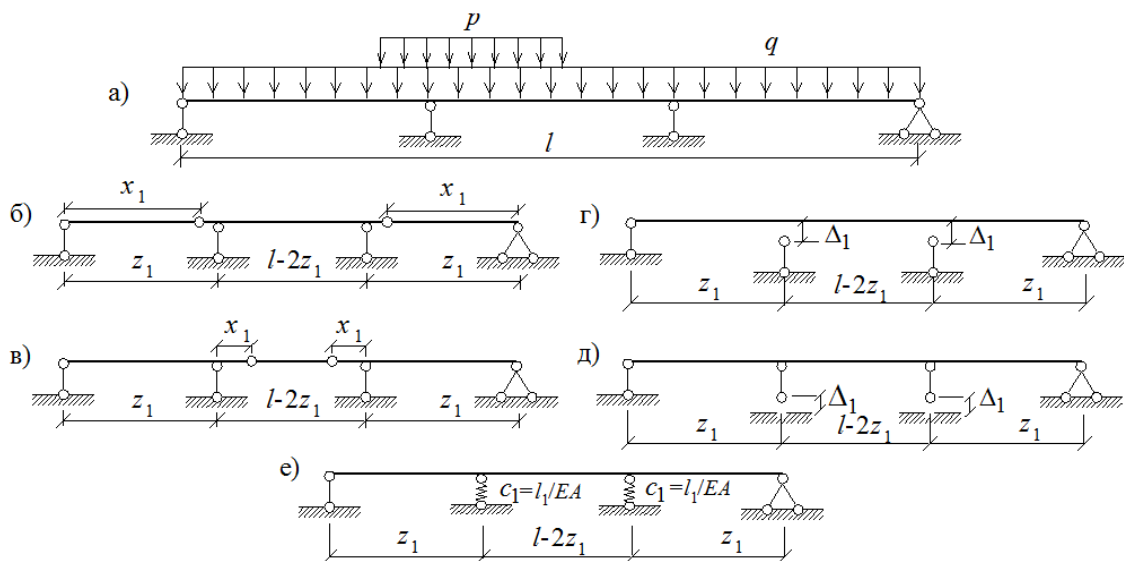 p
q
а)
l
б)
x₁ x₁
z₁ l-2z₁ z₁
г)
Δ₁ Δ₁
z₁ l-2z₁ z₁
в)
x₁ x₁
z₁ l-2z₁ z₁
д)
Δ₁ Δ₁
z₁ l-2z₁ z₁
е)
c₁=l₁/EA c₁=l₁/EA
z₁ l-2z₁ z₁